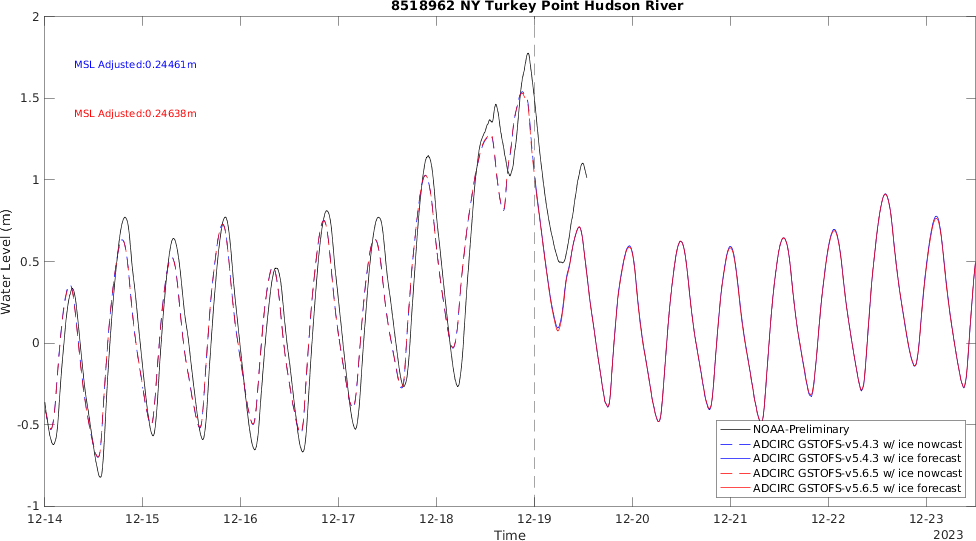 8518962 NY Turkey Point Hudson River
MSL Adjusted:0.24461m
MSL Adjusted:0.24638m
Water Level (m)
2
1.5
1
0.5
0
-0.5
-1
12-14
12-15
12-16
12-17
12-18
12-19
12-20
12-21
12-22
12-23
Time
2023
NOAA-Preliminary
ADCIRC GSTOFS-v5.4.3 w/ ice nowcast
ADCIRC GSTOFS-v5.4.3 w/ ice forecast
ADCIRC GSTOFS-v5.6.5 w/ ice nowcast
ADCIRC GSTOFS-v5.6.5 w/ ice forecast